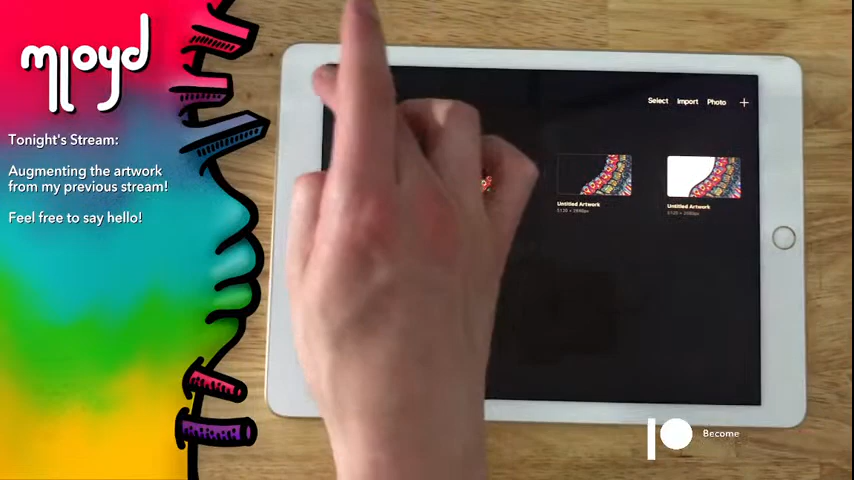 mloyd
Tonight's Stream:
Augmenting the artwork
from my previous stream!
Feel free to say hello!
Select Import Photo +
Untitled Artwork
Untitled Artwork
Become